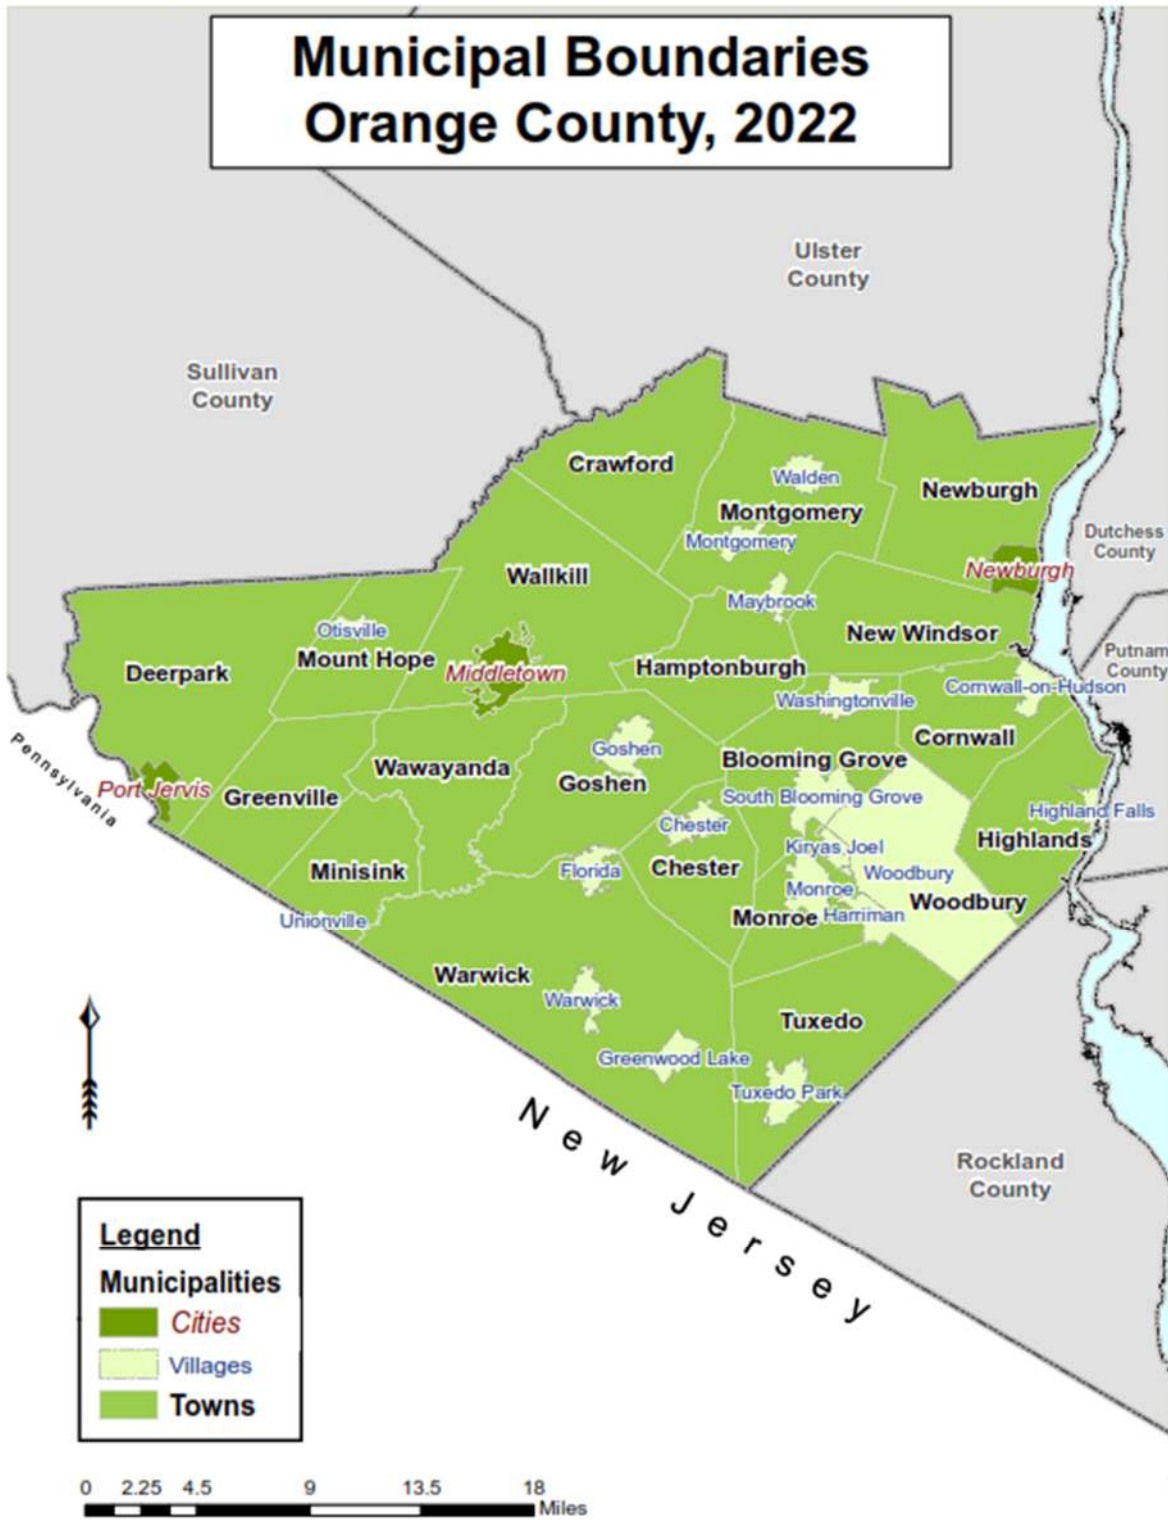 Municipal Boundaries
Orange County, 2022
Ulster
County
Sullivan
County
Crawford
Walden
Newburgh
Montgomery
Montgomery
Dutchess
County
Newburgh
Wallkill
Maybrook
Otisville
Mount Hope
New Windsor
Putnam
County
Deerpark
Middletown
Hamptonburgh
Cornwall-on-Hudson
Washingtonville
Cornwall
Pennsylvania
Goshen
Blooming Grove
Wawayanda
Goshen
Port Jervis
Greenville
South Blooming Grove
Highland Falls
Chester
Highlands
Kiryas Joel
Minisink
Florida
Chester
Woodbury
Monroe
Woodbury
Unionville
Monroe
Harriman
Warwick
Warwick
Tuxedo
Greenwood Lake
Tuxedo Park
New Jersey
Rockland
County
Legend
Municipalities
Cities
Villages
Towns
0 2.25 4.5 9 13.5 18
Miles